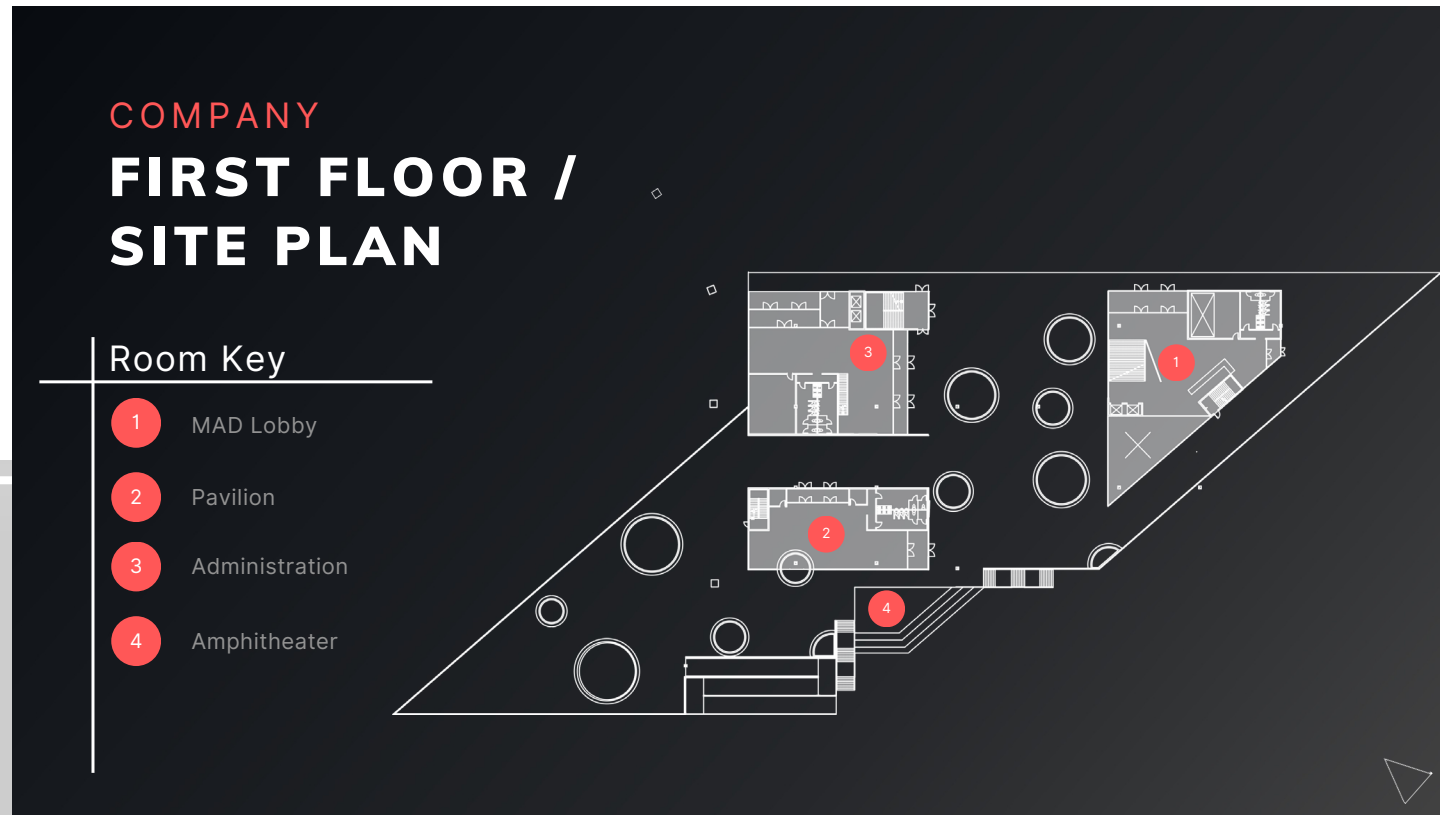 COMPANY
FIRST FLOOR /
SITE PLAN
Room Key
1 MAD Lobby
2 Pavilion
3 Administration
4 Amphitheater
3
1
2
4